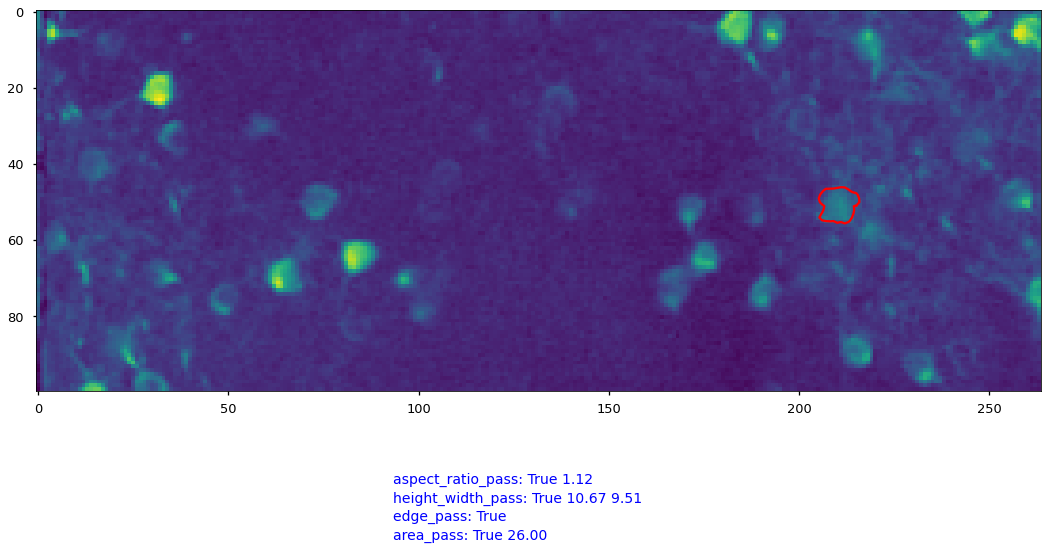 0
20
40
60
80
0 50 100 150 200 250
aspect_ratio_pass: True 1.12
height_width_pass: True 10.67 9.51
edge_pass: True
area_pass: True 26.00